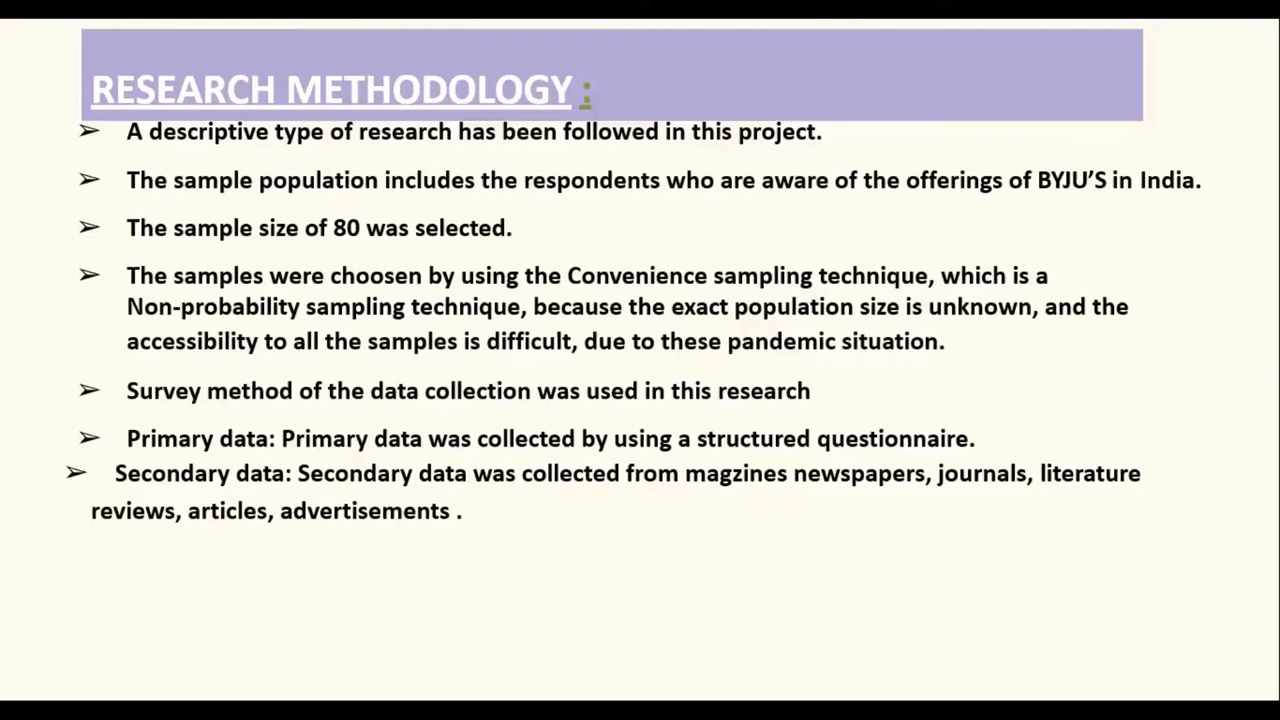 RESEARCH METHODOLOGY :
➢ A descriptive type of research has been followed in this project.
➢ The sample population includes the respondents who are aware of the offerings of BYJU’S in India.
➢ The sample size of 80 was selected.
➢ The samples were choosen by using the Convenience sampling technique, which is a
Non-probability sampling technique, because the exact population size is unknown, and the
accessibility to all the samples is difficult, due to these pandemic situation.
➢ Survey method of the data collection was used in this research
➢ Primary data: Primary data was collected by using a structured questionnaire.
➢ Secondary data: Secondary data was collected from magzines newspapers, journals, literature
reviews, articles, advertisements .